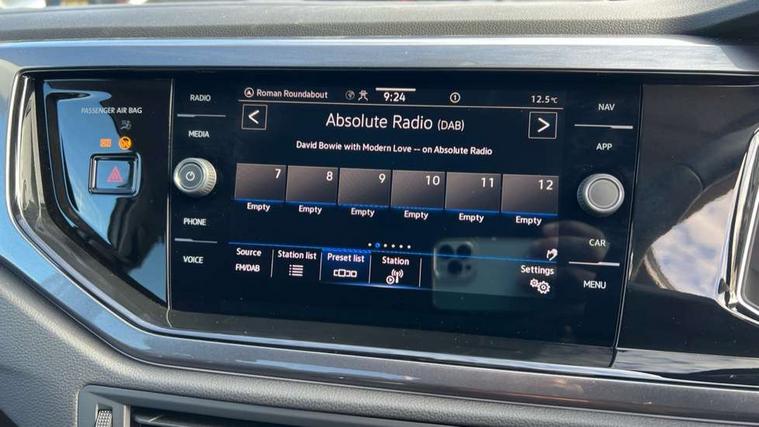 PASSENGER AIR BAG
ON OFF
RADIO
MEDIA
PHONE
VOICE
Roman Roundabout
9:24
12.5°C
Absolute Radio (DAB)
David Bowie with Modern Love -- on Absolute Radio
7 8 9 10 11 12
Empty Empty Empty Empty Empty Empty
Source Station list Preset list Station Settings
FM/DAB
NAV
APP
CAR
MENU